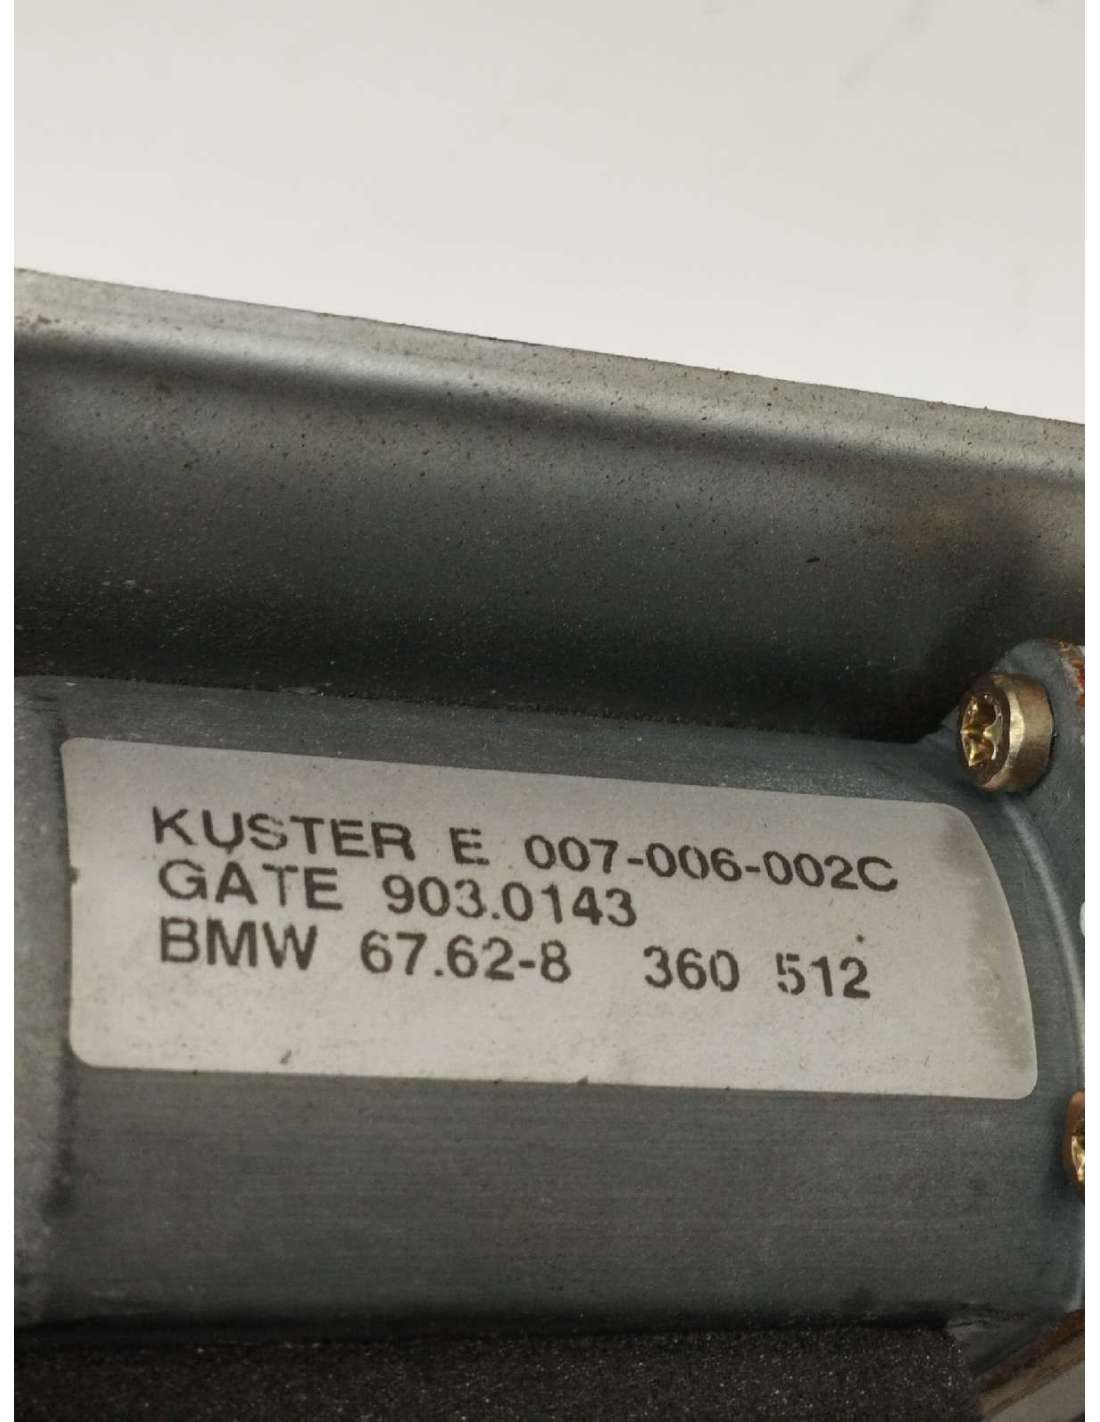 KUSTER E 007-006-002C
GATE 903.0143
BMW 67.62-8 360 512